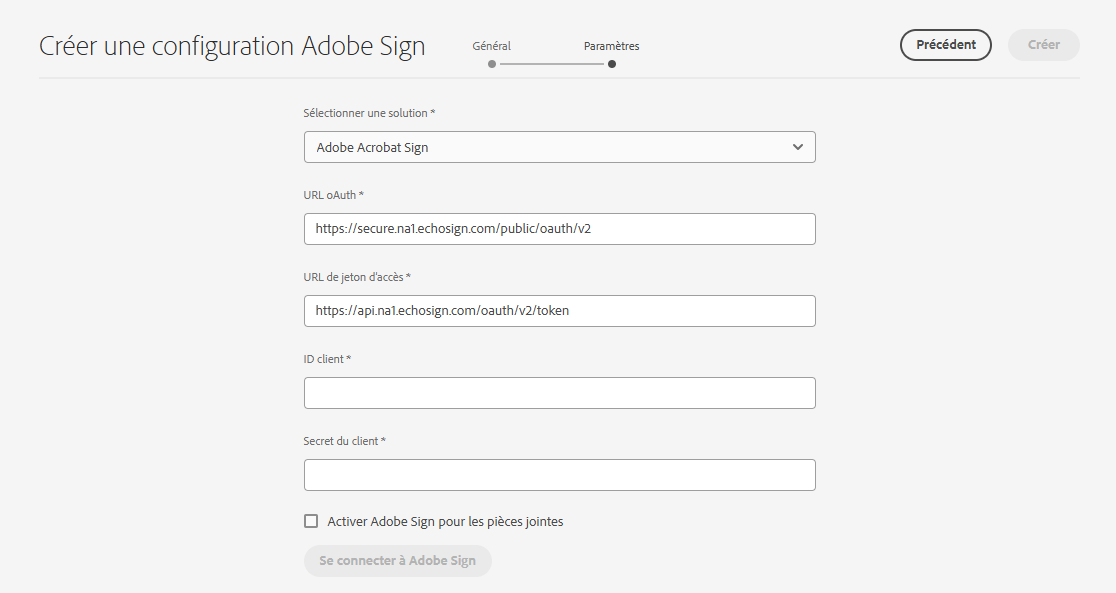 Créer une configuration Adobe Sign
Général
Paramètres
Précédent
Créer
Sélectionner une solution *
Adobe Acrobat Sign
URL oAuth *
https://secure.na1.echosign.com/public/oauth/v2
URL de jeton d'accès *
https://api.na1.echosign.com/oauth/v2/token
ID client *
Secret du client *
Activer Adobe Sign pour les pièces jointes
Se connecter à Adobe Sign